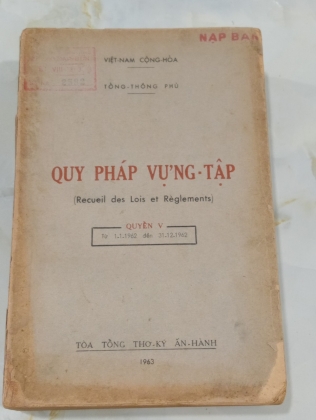 NẠP BẢN
VIỆT-NAM CỘNG-HÒA
TỔNG-THỐNG PHỦ
QUY PHÁP VỰNG-TẬP
(Recueil des Lois et Règlements)
QUYỂN V
Từ 1.1.1962 đến 31.12.1962
TÒA TỔNG THƠ-KÝ ẤN-HÀNH
1963